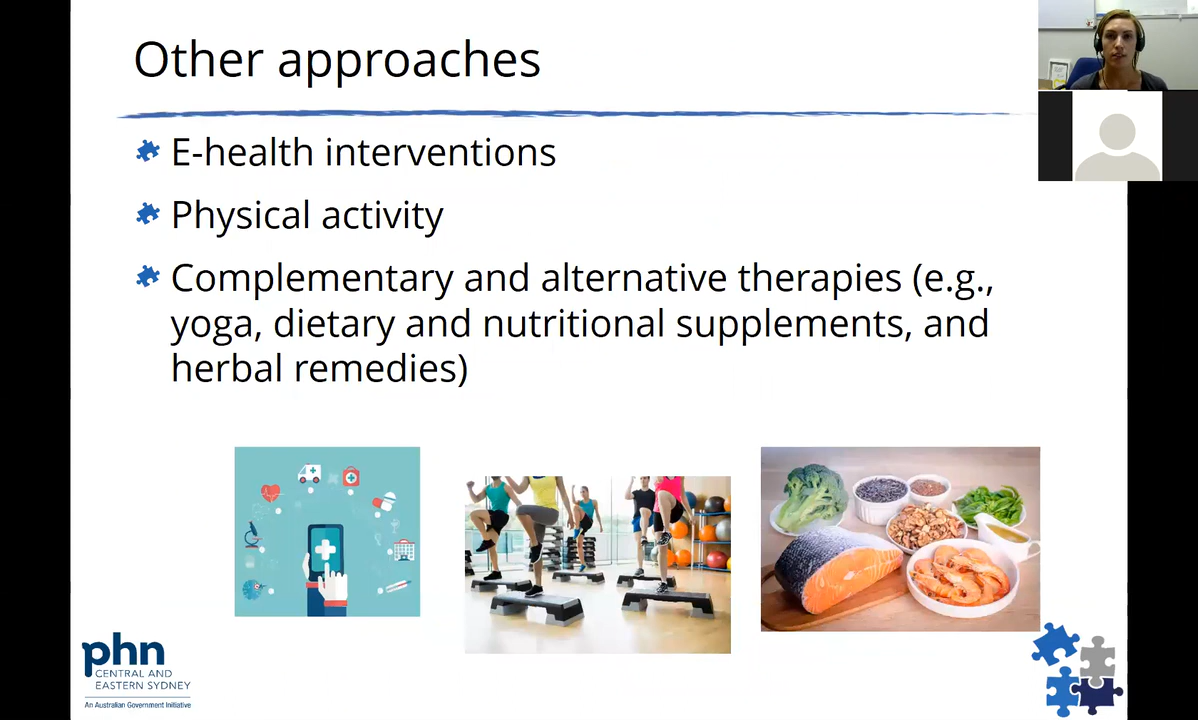 Other approaches
E-health interventions
Physical activity
Complementary and alternative therapies (e.g.,
yoga, dietary and nutritional supplements, and
herbal remedies)
phn
CENTRAL AND
EASTERN SYDNEY
An Australian Government Initiative